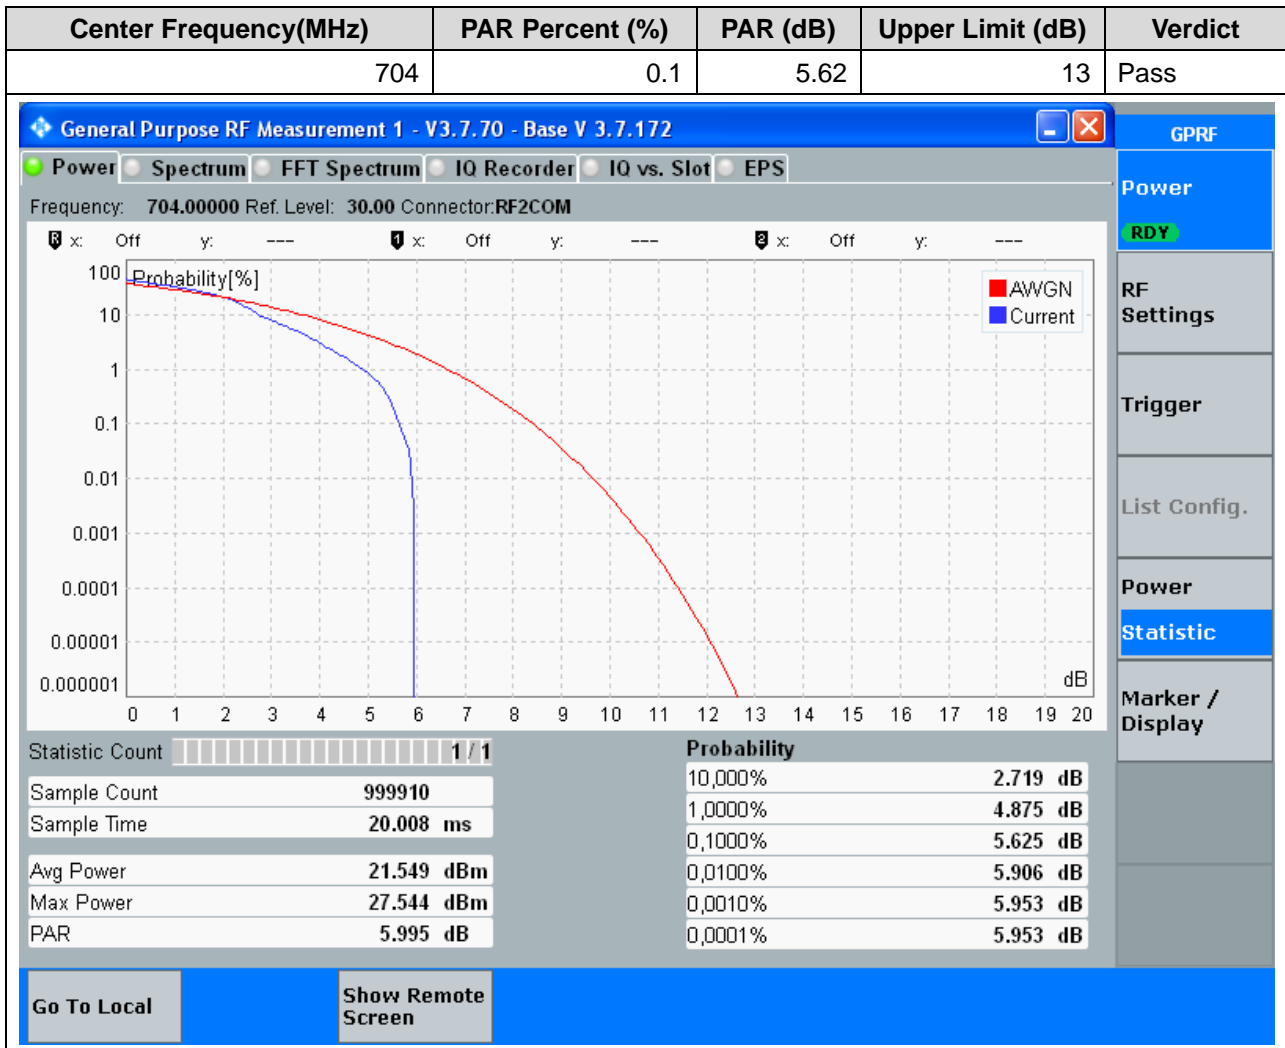 Center Frequency(MHz) PAR Percent (%) PAR (dB) Upper Limit (dB) Verdict
704 0.1 5.62 13 Pass
General Purpose RF Measurement 1 - V3.7.70 - Base V 3.7.172
GPRF
Power Spectrum FFT Spectrum IQ Recorder IQ vs. Slot EPS
Frequency: 704.00000 Ref. Level: 30.00 Connector:RF2COM
R x: Off y: --- 1 x: Off y: --- 2 x: Off y: ---
Probability[%]
AWGN
Current
100
10
1
0.1
0.01
0.001
0.0001
0.00001
0.000001
dB
0 1 2 3 4 5 6 7 8 9 10 11 12 13 14 15 16 17 18 19 20
Statistic Count 1 / 1
Sample Count 999910
Sample Time 20.008 ms
Avg Power 21.549 dBm
Max Power 27.544 dBm
PAR 5.995 dB
Probability
10,000% 2.719 dB
1,0000% 4.875 dB
0,1000% 5.625 dB
0,0100% 5.906 dB
0,0010% 5.953 dB
0,0001% 5.953 dB
Power
RDY
RF
Settings
Trigger
List Config.
Power
Statistic
Marker /
Display
Go To Local
Show Remote
Screen